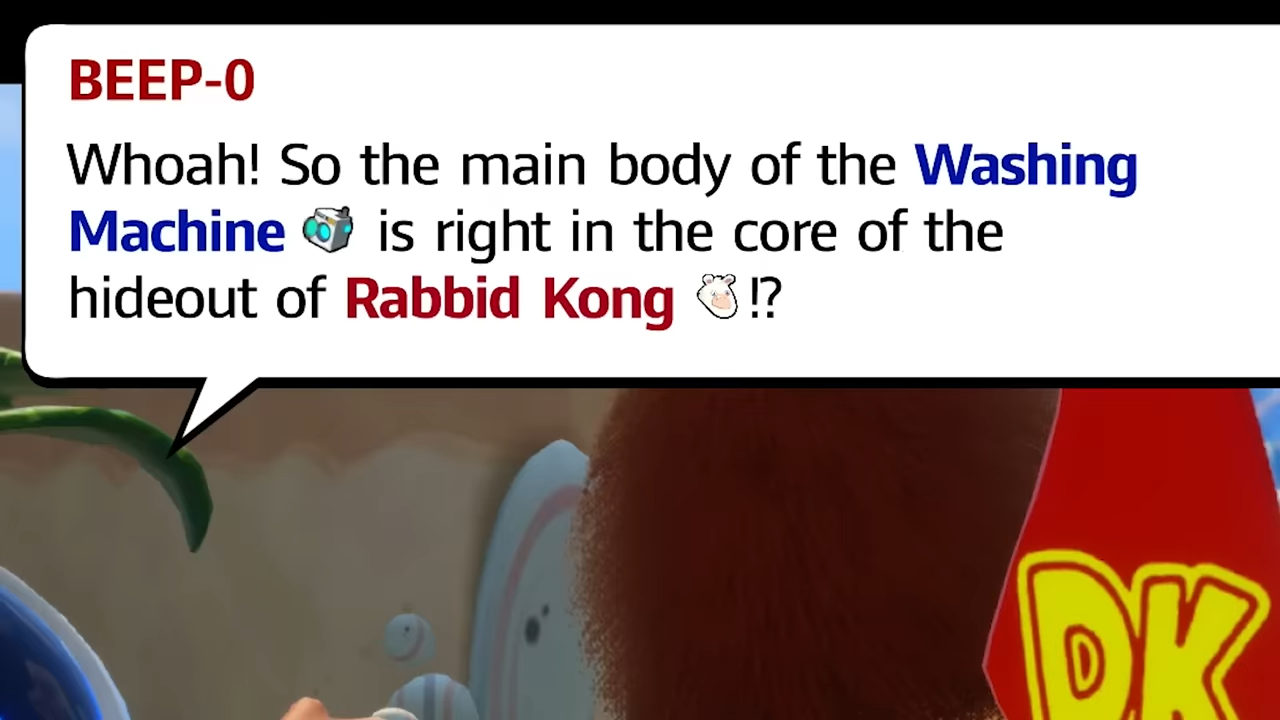 BEEP-0
Whoah! So the main body of the Washing
Machine is right in the core of the
hideout of Rabbid Kong !?
DK